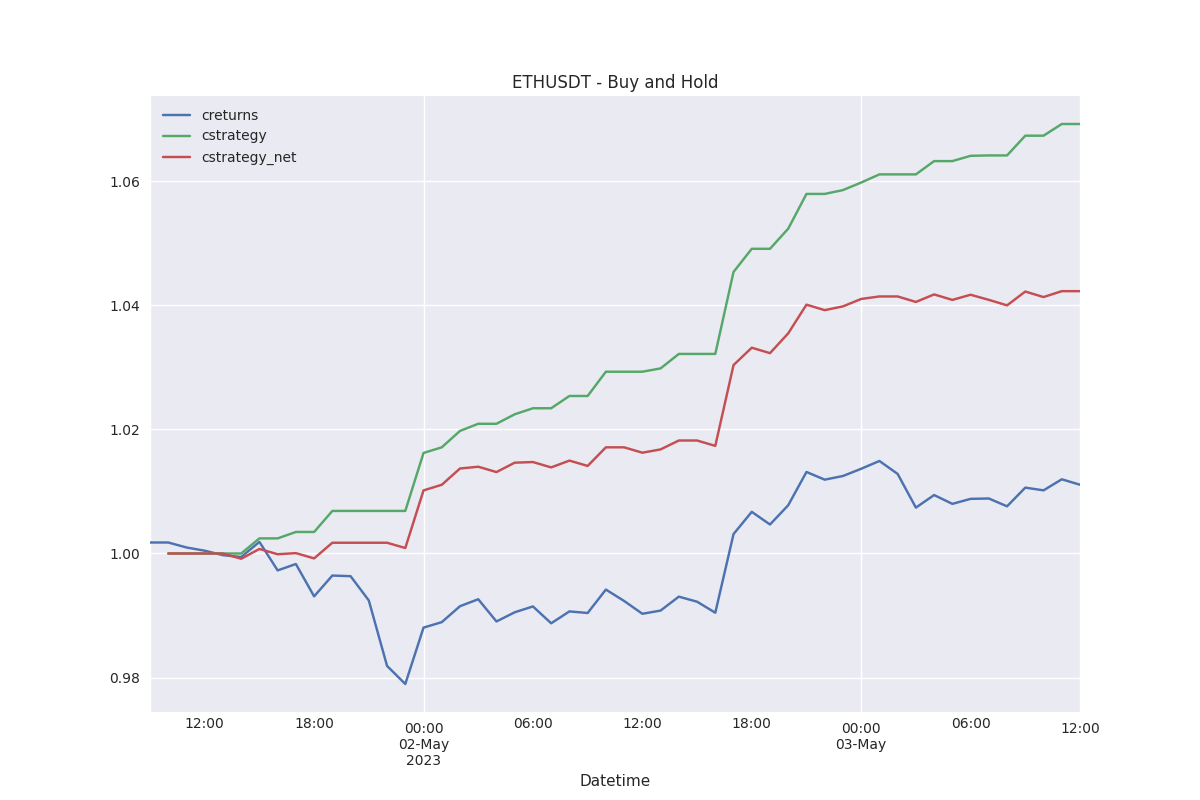 ETHUSDT - Buy and Hold
creturns
cstrategy
cstrategy_net
1.06
1.04
1.02
1.00
0.98
12:00
18:00
00:00
02-May
2023
06:00
12:00
18:00
00:00
03-May
06:00
12:00
Datetime